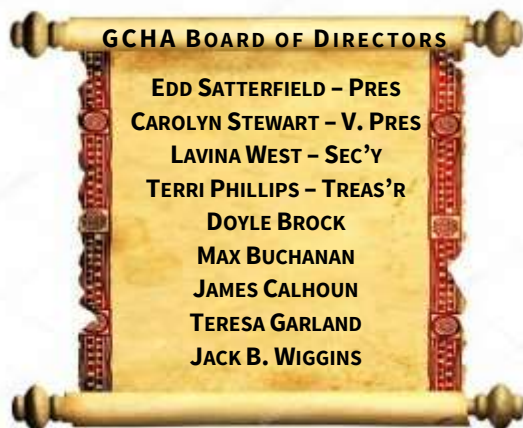 GCHA BOARD OF DIRECTORS
EDD SATTERFIELD – PRES
CAROLYN STEWART – V. PRES
LAVINA WEST – SEC'Y
TERRI PHILLIPS – TREAS'R
DOYLE BROCK
MAX BUCHANAN
JAMES CALHOUN
TERESA GARLAND
JACK B. WIGGINS